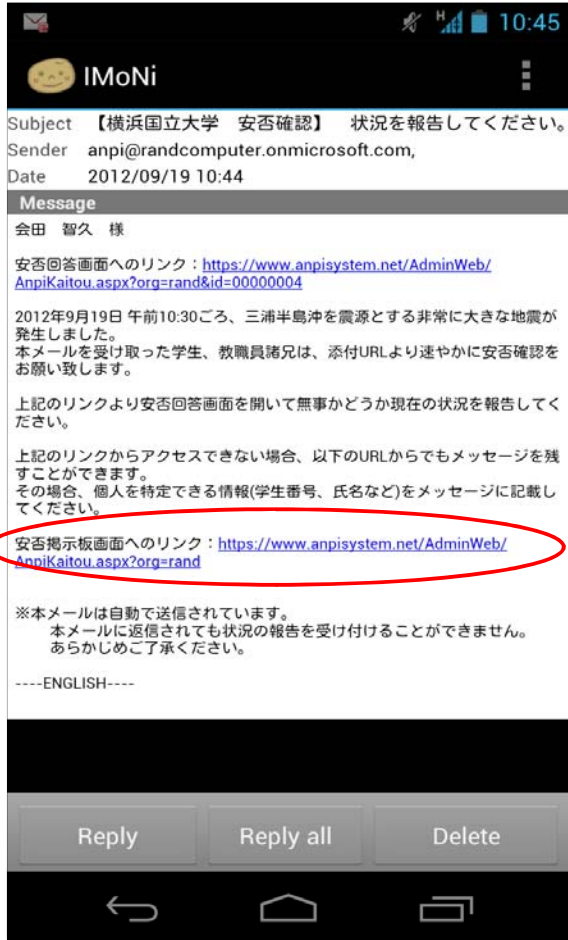 H 10:45
IMoNi
Subject 【横浜国立大学 安否確認】 状況を報告してください。
Sender anpi@randcomputer.onmicrosoft.com,
Date 2012/09/19 10:44
Message
会田 智久 様
安否回答画面へのリンク：https://www.anpisystem.net/AdminWeb/
AnpiKaitou.aspx?org=rand&id=00000004
2012年9月19日 午前10:30ごろ、三浦半島沖を震源とする非常に大きな地震が
発生しました。
本メールを受け取った学生、教職員諸兄は、添付URLより速やかに安否確認を
お願い致します。
上記のリンクより安否回答画面を開いて無事かどうか現在の状況を報告してく
ださい。
上記のリンクからアクセスできない場合、以下のURLからでもメッセージを残
すことができます。
その場合、個人を特定できる情報(学生番号、氏名など)をメッセージに記載し
てください。
安否掲示板画面へのリンク：https://www.anpisystem.net/AdminWeb/
AnpiKaitou.aspx?org=rand
※本メールは自動で送信されています。
本メールに返信されても状況の報告を受け付けることができません。
あらかじめご了承ください。
----ENGLISH----
Reply Reply all Delete